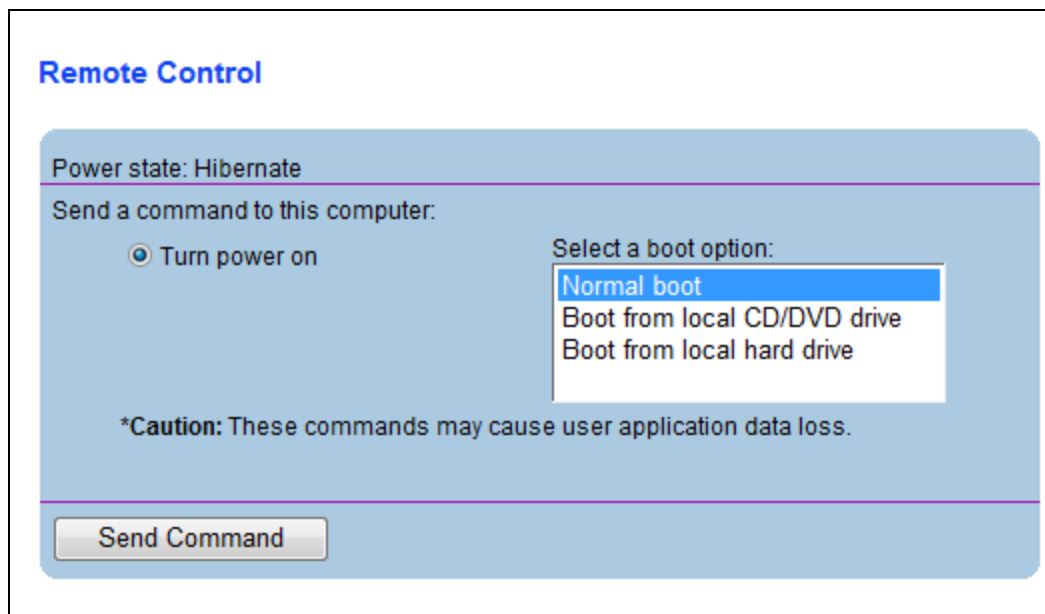 Remote Control
Power state: Hibernate
Send a command to this computer:
Turn power on
Select a boot option:
Normal boot
Boot from local CD/DVD drive
Boot from local hard drive
*Caution: These commands may cause user application data loss.
Send Command